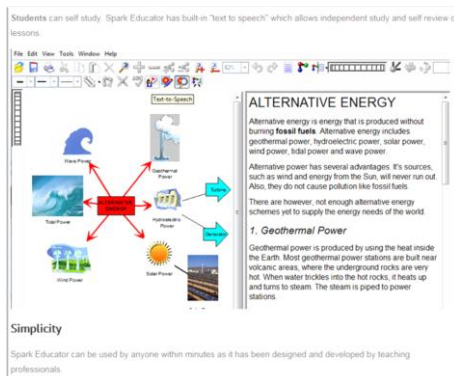 Students can self study. Spark Educator has built-in "text to speech" which allows independent study and self review
lessons.
File Edit View Tools Window Help
Text-to-Speech
Wave Power
Geothermal
Power
Tidal Power
ALTERNATIVE
ENERGY
Turbine
Hydroelectric
Power
Generator
Wind Power
Solar Power
ALTERNATIVE ENERGY
Alternative energy is energy that is produced without
burning fossil fuels. Alternative energy includes
geothermal power, hydroelectric power, solar power,
wind power, tidal power and wave power.
Alternative power has several advantages. It's sources,
such as wind and energy from the Sun, will never run out.
Also, they do not cause pollution like fossil fuels.
There are however, not enough alternative energy
schemes yet to supply the energy needs of the world.
1. Geothermal Power
Geothermal power is produced by using the heat inside
the Earth. Most geothermal power stations are built near
volcanic areas, where the underground rocks are very
hot. When water trickles into the hot rocks, it heats up
and turns to steam. The steam is piped to power
stations.
Simplicity
Spark Educator can be used by anyone within minutes as it has been designed and developed by teaching
professionals.